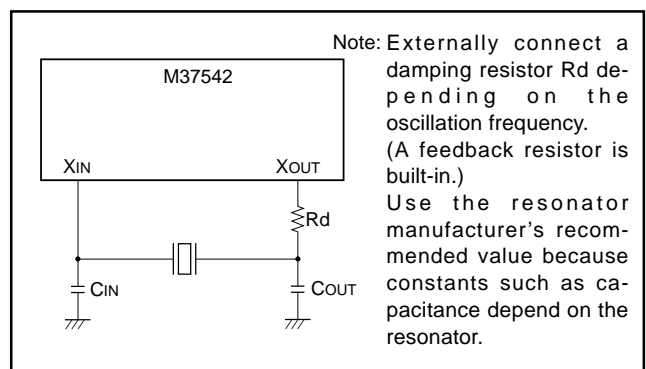 M37542
XIN
XOUT
Rd
CIN
COUT
Note: Externally connect a
damping resistor Rd de-
pending on the
oscillation frequency.
(A feedback resistor is
built-in.)
Use the resonator
manufacturer's recom-
mended value because
constants such as ca-
pacitance depend on the
resonator.